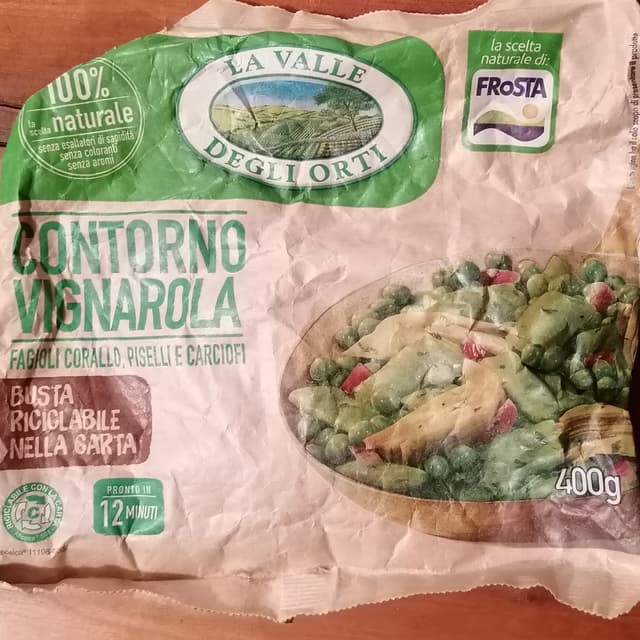 100%
la scelta naturale
senza esaltatori di sapidità
senza coloranti
senza aromi
LA VALLE
DEGLI ORTI
la scelta
naturale di:
FROSTA
CONTORNO
VIGNAROLA
FAGIOLI CORALLO, PISELLI E CARCIOFI
BUSTA
RICICLABILE
NELLA CARTA
PRONTO IN
12 MINUTI
400g
RICICLABILE CON LA CARTA